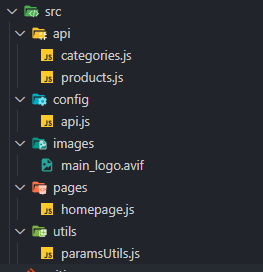 src
api
JS categories.js
JS products.js
config
JS api.js
images
main_logo.avif
pages
JS homepage.js
utils
JS paramsUtils.js